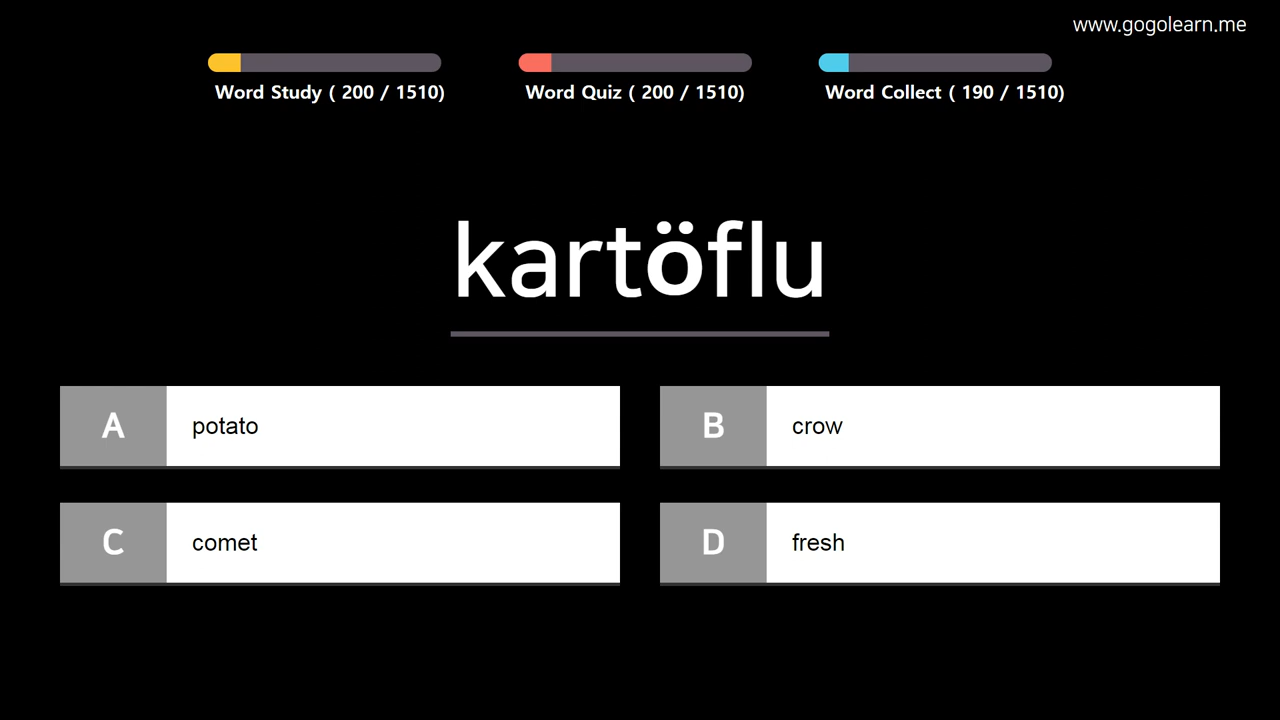 www.gogolearn.me
Word Study ( 200 / 1510)
Word Quiz ( 200 / 1510)
Word Collect ( 190 / 1510)
kartöflu
A potato
B crow
C comet
D fresh